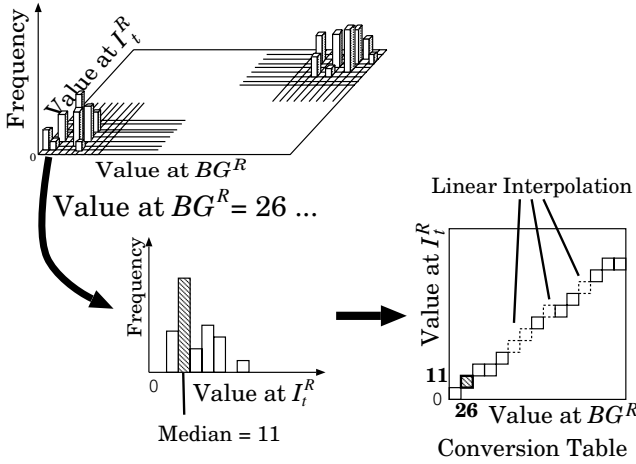 Frequency
Value at I_t^R
0
Value at BG^R
Value at BG^R = 26 ...
Frequency
0
Value at I_t^R
Median = 11
Linear Interpolation
Value at I_t^R
11
0
26
Value at BG^R
Conversion Table